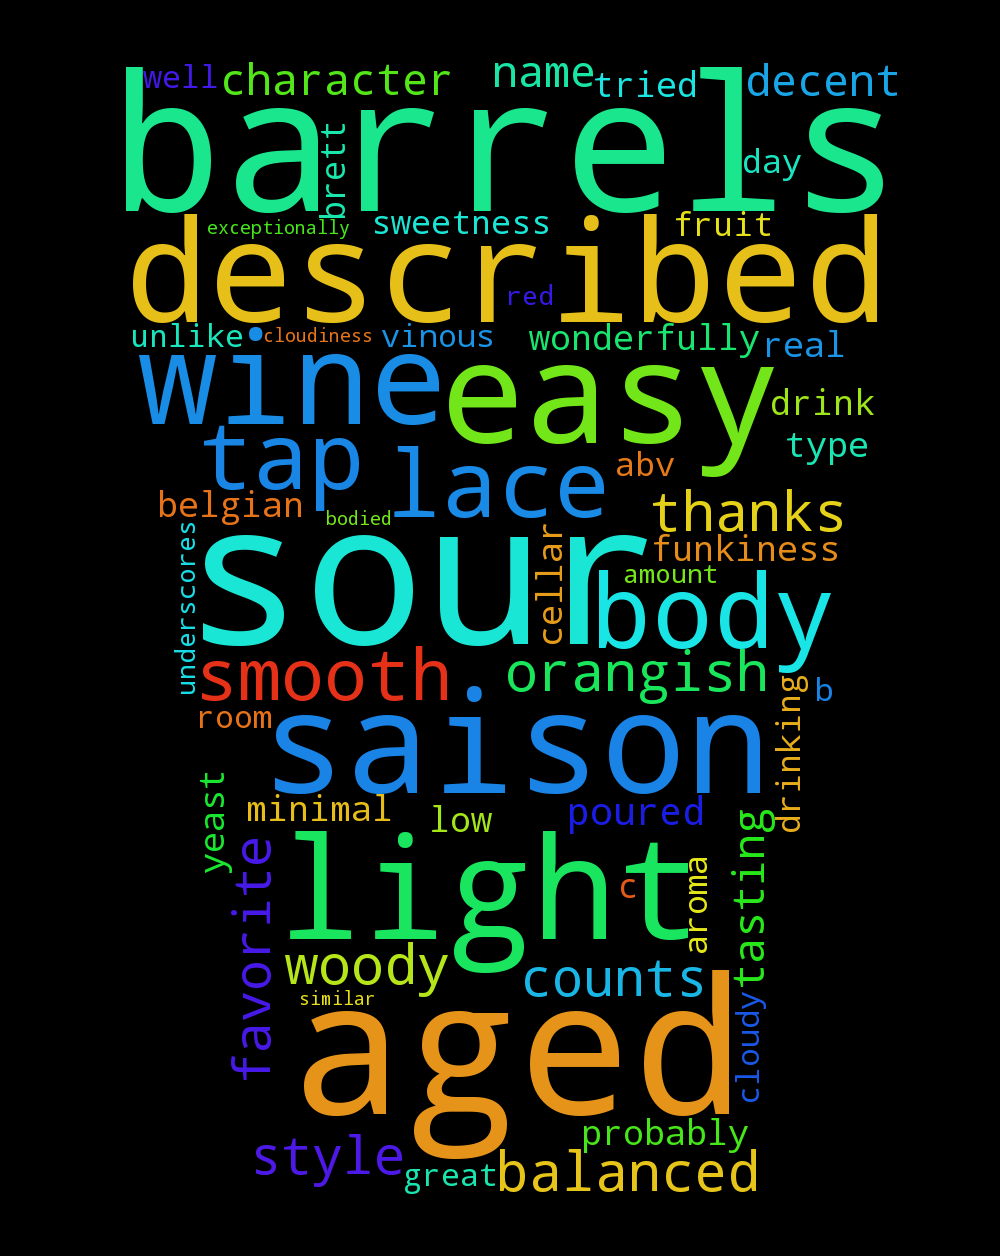 well character name tried decent
barrels
brett day
exceptionally sweetness fruit
described
red
unlike cloudiness vinous wonderfully real
wine easy
drink
tap lace abv type
belgian bodied thanks
sour
underscores cellar funkiness
amount
body
smooth orangish
b
room saison drinking
yeast minimal low poured
favorite light c aroma tasting
woody counts
similar
aged cloudy
probably
style great balanced